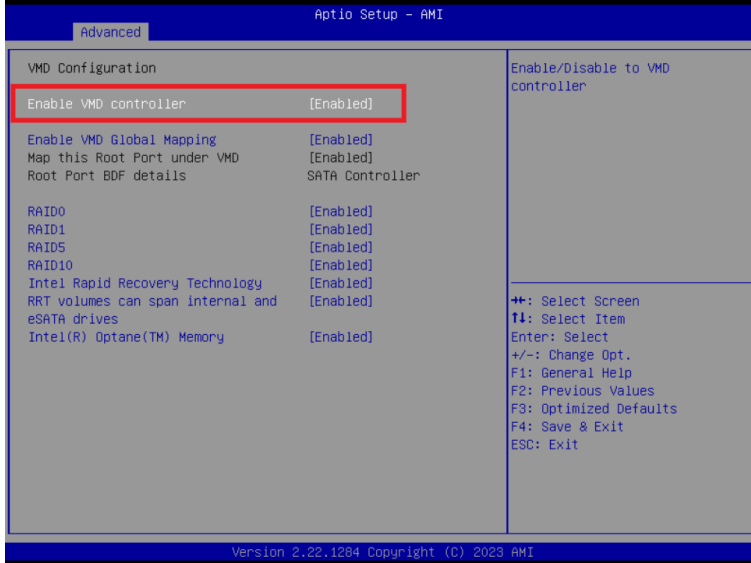 Aptio Setup - AMI
Advanced
VMD Configuration
Enable VMD controller [Enabled]
Enable VMD Global Mapping [Enabled]
Map this Root Port under VMD [Enabled]
Root Port BDF details SATA Controller
RAID0 [Enabled]
RAID1 [Enabled]
RAID5 [Enabled]
RAID10 [Enabled]
Intel Rapid Recovery Technology [Enabled]
RRT volumes can span internal and [Enabled]
eSATA drives
Intel(R) Optane(TM) Memory [Enabled]
Enable/Disable to VMD
controller
→←: Select Screen
↑↓: Select Item
Enter: Select
+/-: Change Opt.
F1: General Help
F2: Previous Values
F3: Optimized Defaults
F4: Save & Exit
ESC: Exit
Version 2.22.1284 Copyright (C) 2023 AMI